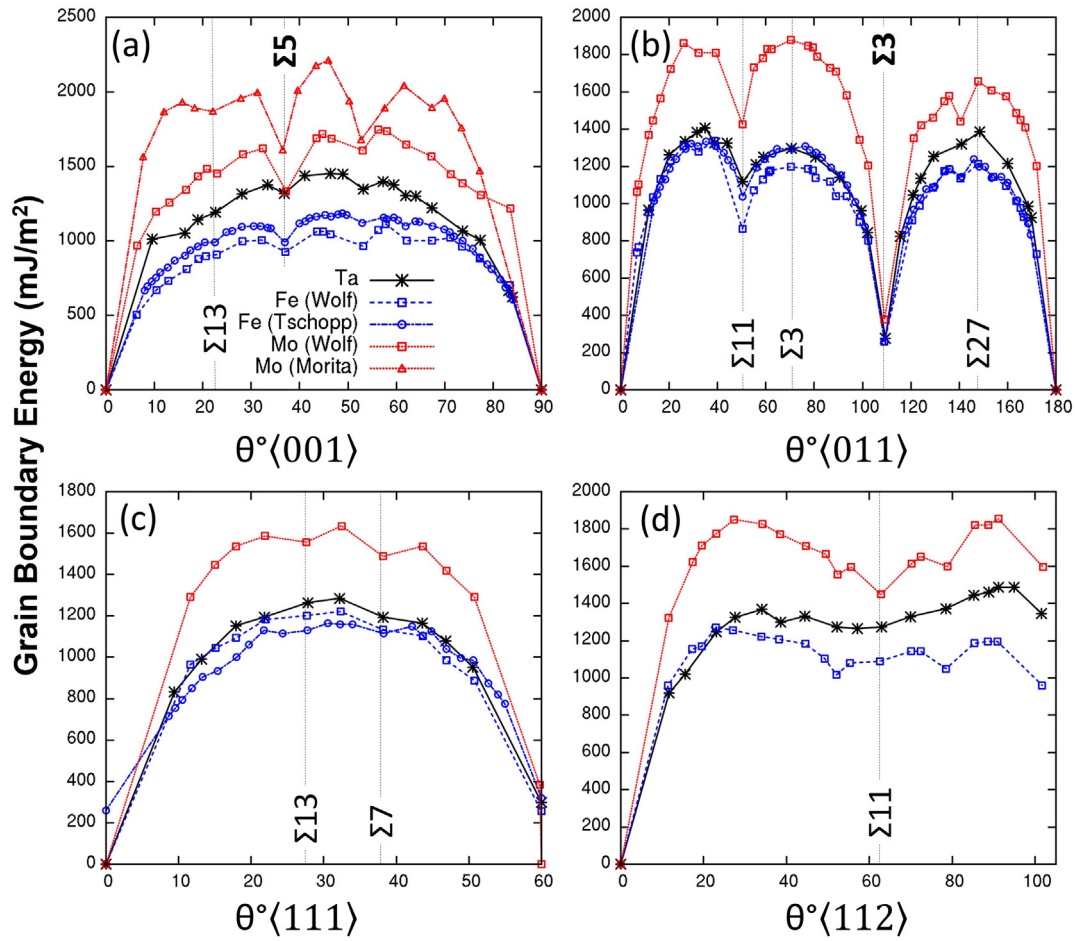 Grain Boundary Energy (mJ/m²)
(a)
2500
2000
1500
1000
500
0
Σ13
Σ5
Ta
Fe (Wolf)
Fe (Tschopp)
Mo (Wolf)
Mo (Morita)
0 10 20 30 40 50 60 70 80 90
θ°⟨001⟩
(b)
2000
1800
1600
1400
1200
1000
800
600
400
200
0
Σ11
Σ3
Σ3
Σ27
0 20 40 60 80 100 120 140 160 180
θ°⟨011⟩
(c)
1800
1600
1400
1200
1000
800
600
400
200
0
Σ13
Σ7
0 10 20 30 40 50 60
θ°⟨111⟩
(d)
2000
1800
1600
1400
1200
1000
800
600
400
200
0
Σ11
0 20 40 60 80 100
θ°⟨112⟩